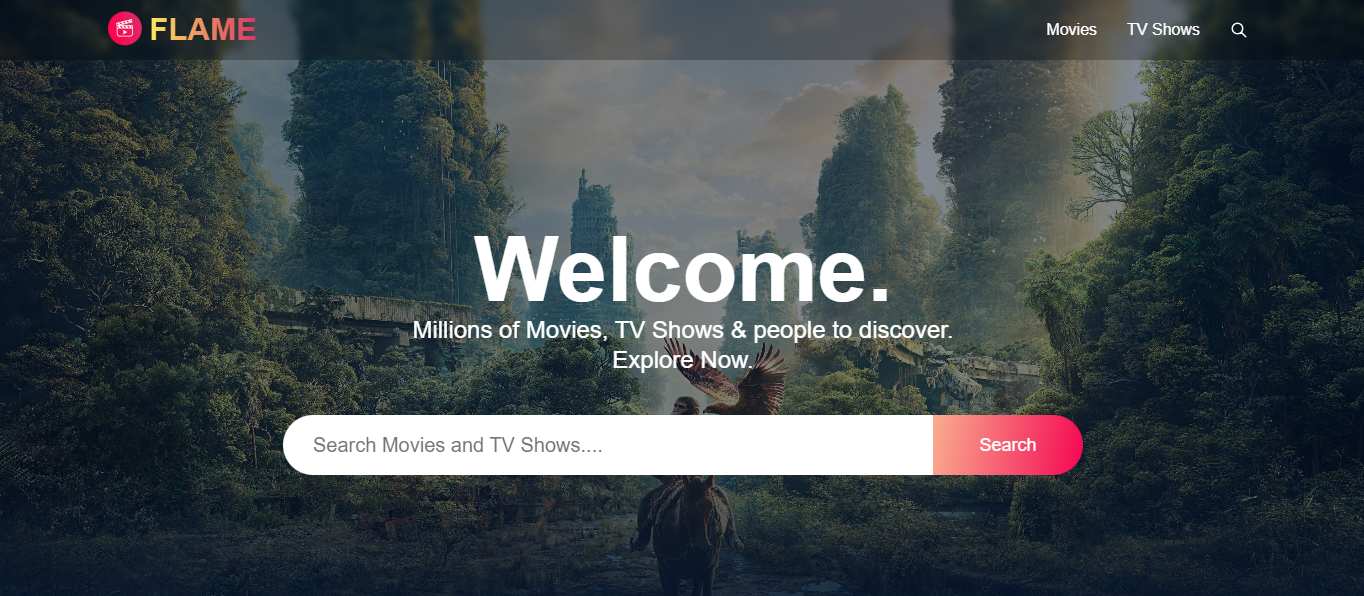 FLAME
Movies
TV Shows
Welcome.
Millions of Movies, TV Shows & people to discover.
Explore Now.
Search Movies and TV Shows....
Search